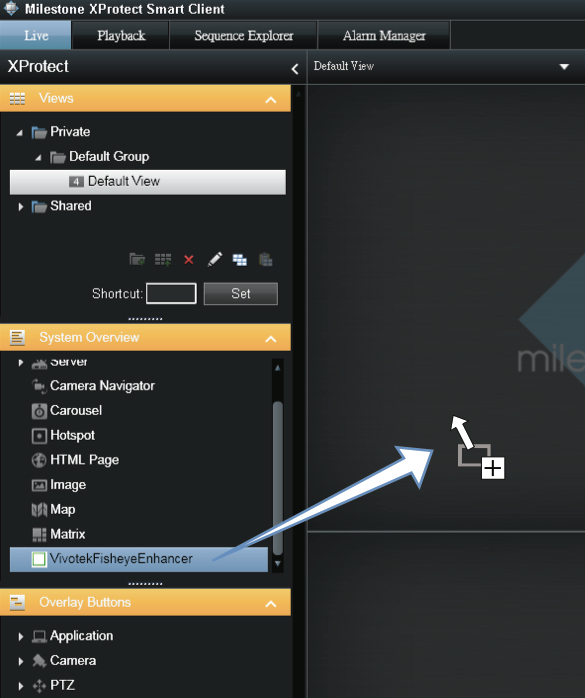 Milestone XProtect Smart Client
Live Playback Sequence Explorer Alarm Manager
XProtect Default View
Views
Private
Default Group
4 Default View
Shared
Shortcut: Set
System Overview
Server
Camera Navigator
Carousel
Hotspot
HTML Page
Image
Map
Matrix
VivotekFisheyeEnhancer
Overlay Buttons
Application
Camera
PTZ
mile